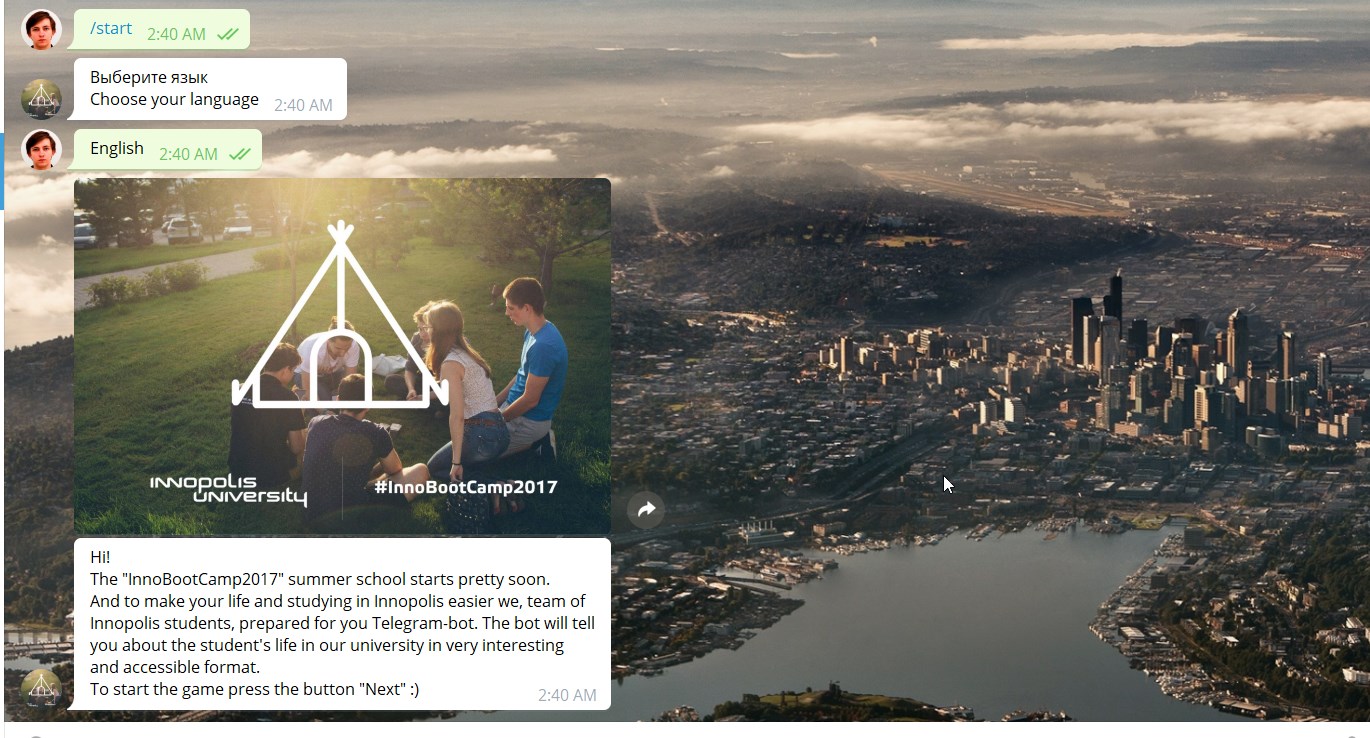 /start 2:40 AM
Выберите язык
Choose your language 2:40 AM
English 2:40 AM
INNOPOLIS
UNIVERSITY
#InnoBootCamp2017
Hi!
The "InnoBootCamp2017" summer school starts pretty soon.
And to make your life and studying in Innopolis easier we, team of
Innopolis students, prepared for you Telegram-bot. The bot will tell
you about the student's life in our university in very interesting
and accessible format.
To start the game press the button "Next" :) 2:40 AM